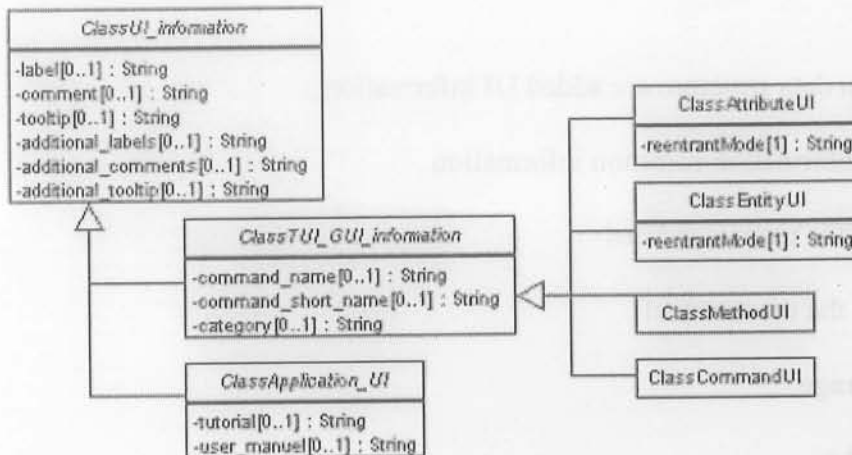 ClassUI_information
-label[0..1] : String
-comment[0..1] : String
-tooltip[0..1] : String
-additional_labels[0..1] : String
-additional_comments[0..1] : String
-additional_tooltip[0..1] : String
ClassTUI_GUI_information
-command_name[0..1] : String
-command_short_name[0..1] : String
-category[0..1] : String
ClassApplication_UI
-tutorial[0..1] : String
-user_manuel[0..1] : String
ClassAttributeUI
-reentrantMode[1] : String
ClassEntityUI
-reentrantMode[1] : String
ClassMethodUI
ClassCommandUI